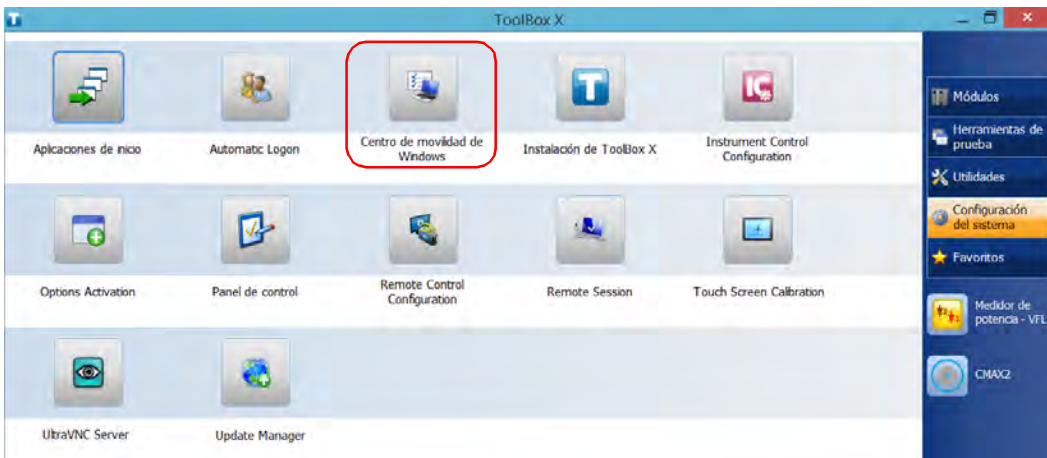 ToolBox X
Aplicaciones de inicio
Automatic Logon
Centro de movilidad de
Windows
Instalación de ToolBox X
Instrument Control
Configuration
Options Activation
Panel de control
Remote Control
Configuration
Remote Session
Touch Screen Calibration
UltraVNC Server
Update Manager
Módulos
Herramientas de
prueba
Utilidades
Configuración
del sistema
Favoritos
Medidor de
potencia - VFL
CMAX2